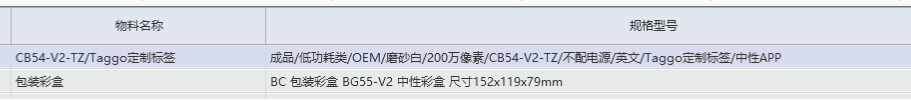 物料名称 规格型号
CB54-V2-TZ/Taggo定制标签 成品/低功耗类/OEM/磨砂白/200万像素/CB54-V2-TZ/不配电源/英文/Taggo定制标签/中性APP
包装彩盒 BC 包装彩盒 BG55-V2 中性彩盒 尺寸152x119x79mm